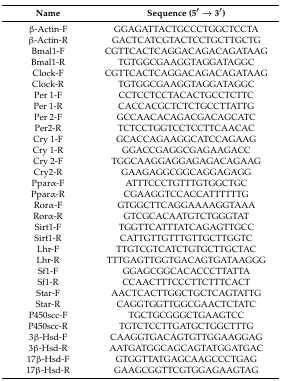 Name Sequence (5′ → 3′)
β-Actin-F GGAGATTACTGCCCTGGCTCCTA
β-Actin-R GACTCATCGTACTCCTGCTTGCTG
Bmal1-F CGTTCACTCAGGACAGACAGATAAG
Bmal1-R TGTGGCGAAGGTAGGATAGGC
Clock-F CGTTCACTCAGGACAGACAGATAAG
Clock-R TGTGGCGAAGGTAGGATAGGC
Per 1-F CCTCCTCCTACACTGCCTCTTC
Per 1-R CACCACGCTCTCTGCCTTATTG
Per 2-F GCCAACACAGACGACAGCATC
Per2-R TCTCCTGGTCCTCCTTCAACAC
Cry 1-F GCACCAGAAGGCATCCAGAAG
Cry 1-R GGACCGAGGCGAGAAGACC
Cry 2-F TGGCAAGGAGGAGAGACAGAAG
Cry2-R GAAGAGGCGGCAGGAGAGG
Pparα-F ATTTCCCTGTTTGTGGCTGC
Pparα-R CGAAGGTCCACCATTTTTTG
Rorα-F GTGGCTTCAGGAAAAGGTAAA
Rorα-R GTCGCACAATGTCTGGGTAT
Sirt1-F TGGTTCATTTATCAGAGTTGCC
Sirt1-R CATTGTTGTTTGTTGCTTGGTC
Lhr-F TTGTCGTCATCTGTGCTTGCTAC
Lhr-R TTTGAGTTGGTGACAGTGATAAGGG
Sf1-F GGAGCGGCACACCCTTATTA
Sf1-R CCAACTTTCCCTTCTTTCACT
Star-F AACTCACTTGGCTGCTCAGTATTG
Star-R CAGGTGGTTGGCGAACTCTATC
P450scc-F TGCTGCGGGCTGAAGTCC
P450scc-R TGTCTCCTTGATGCTGGCTTTG
3β-Hsd-F CAAGGTGACAGTGTTGGAAGGAG
3β-Hsd-R AATGATGGCAGCAGTATGGATGAC
17β-Hsd-F GTGGTTATGAGCAAGCCCTGAG
17β-Hsd-R GAAGCGGTTCGTGGAGAAGTAG